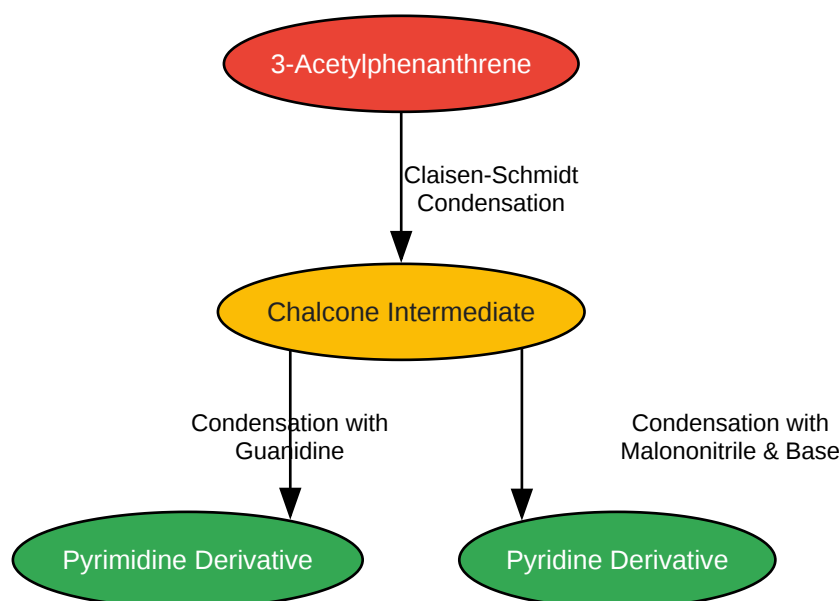 3-Acetylphenanthrene
Claisen-Schmidt
Condensation
Chalcone Intermediate
Condensation with
Guanidine
Condensation with
Malononitrile & Base
Pyrimidine Derivative
Pyridine Derivative